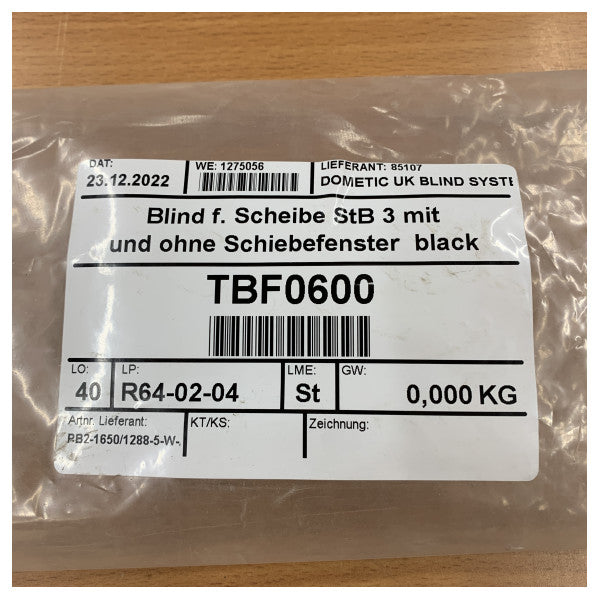 DAT: WE: 1275056 LIEFERANT: 85107
23.12.2022 DOMETIC UK BLIND SYSTE
Blind f. Scheibe StB 3 mit
und ohne Schiebefenster black
TBF0600
LO: LP: LME: GW:
40 R64-02-04 St 0,000 KG
Artnr. Lieferant: KT/KS: Zeichnung:
RB2-1650/1288-5-W-